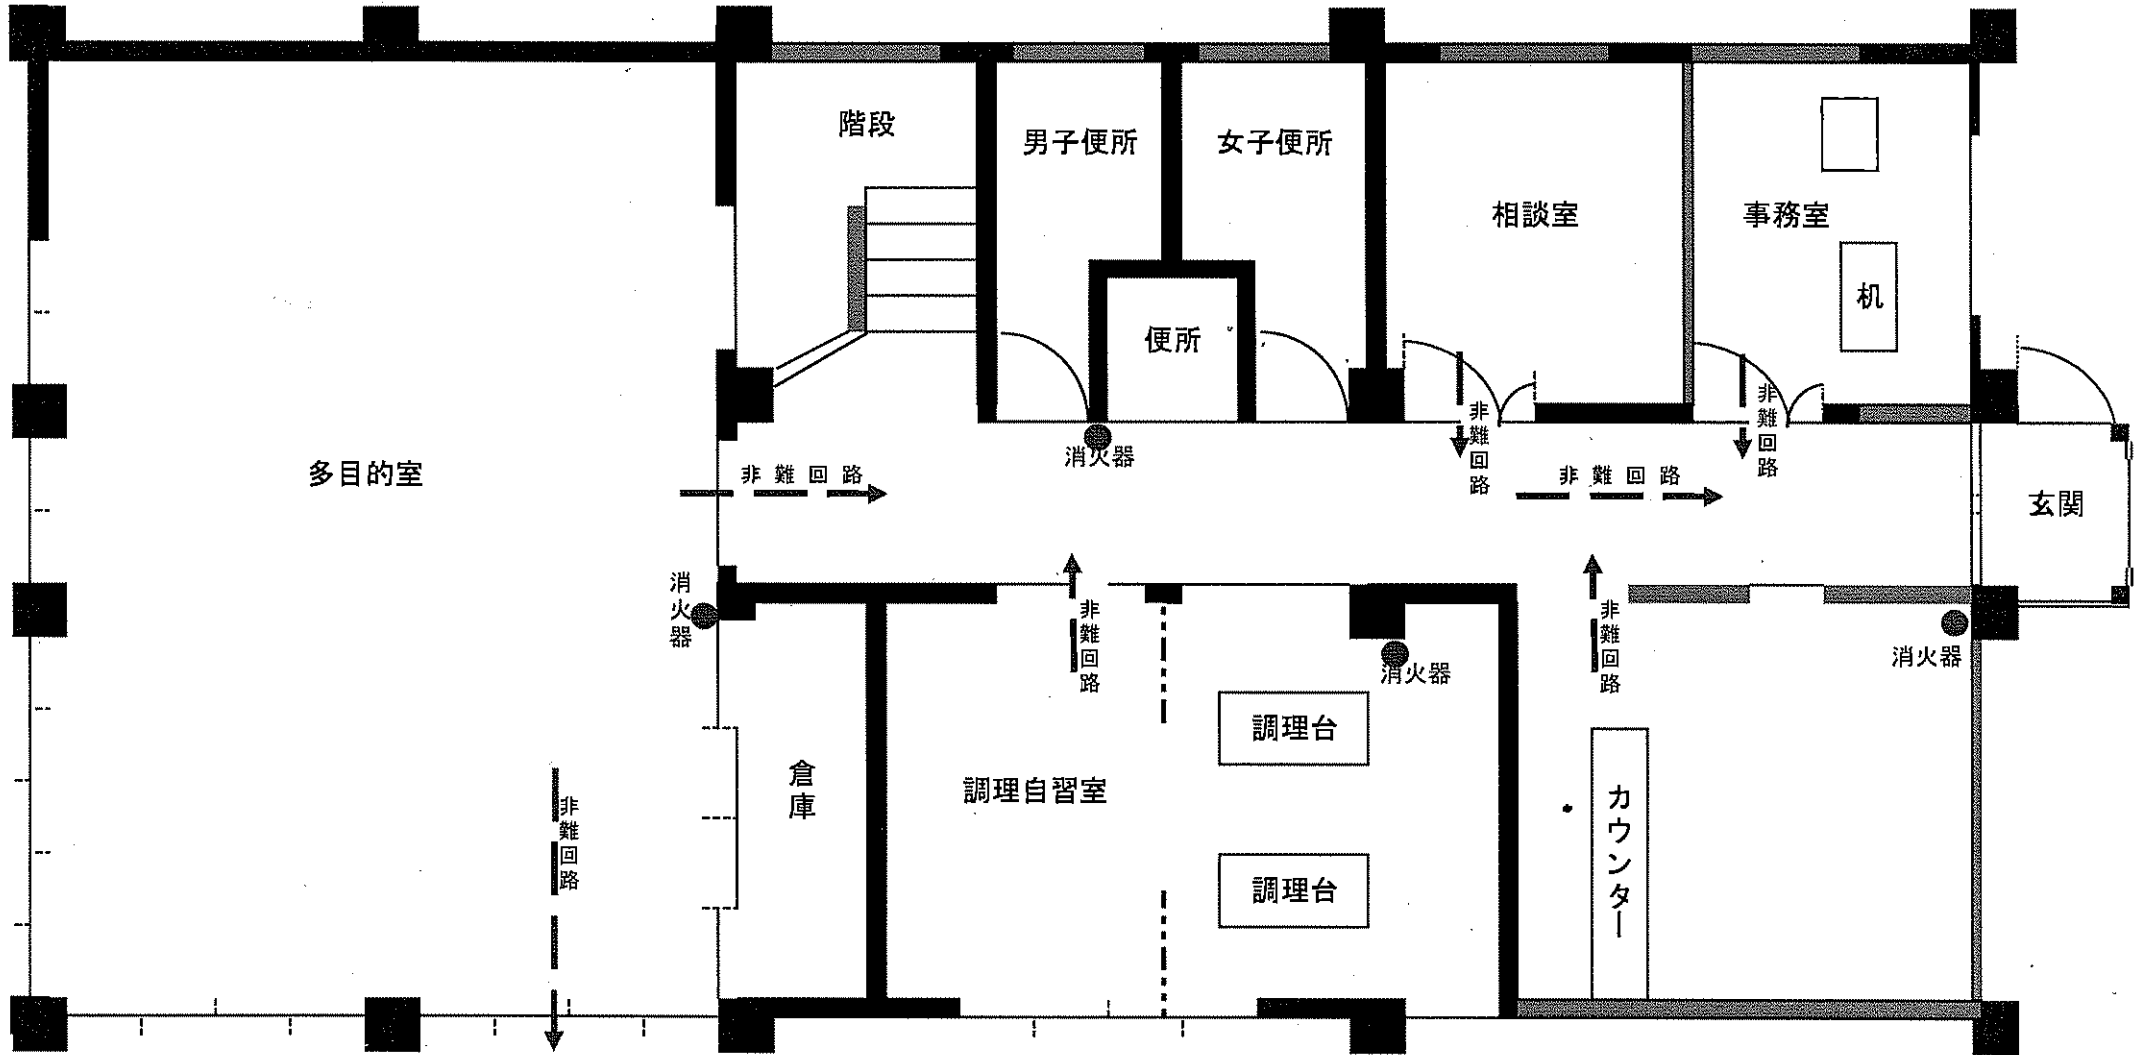 階段
男子便所
女子便所
相談室
事務室
机
便所
消火器
非難回路
非難回路
多目的室
非難回路
非難回路
玄関
消火器
非難回路
非難回路
消火器
消火器
調理台
倉庫
調理自習室
カウンター
非難回路
調理台